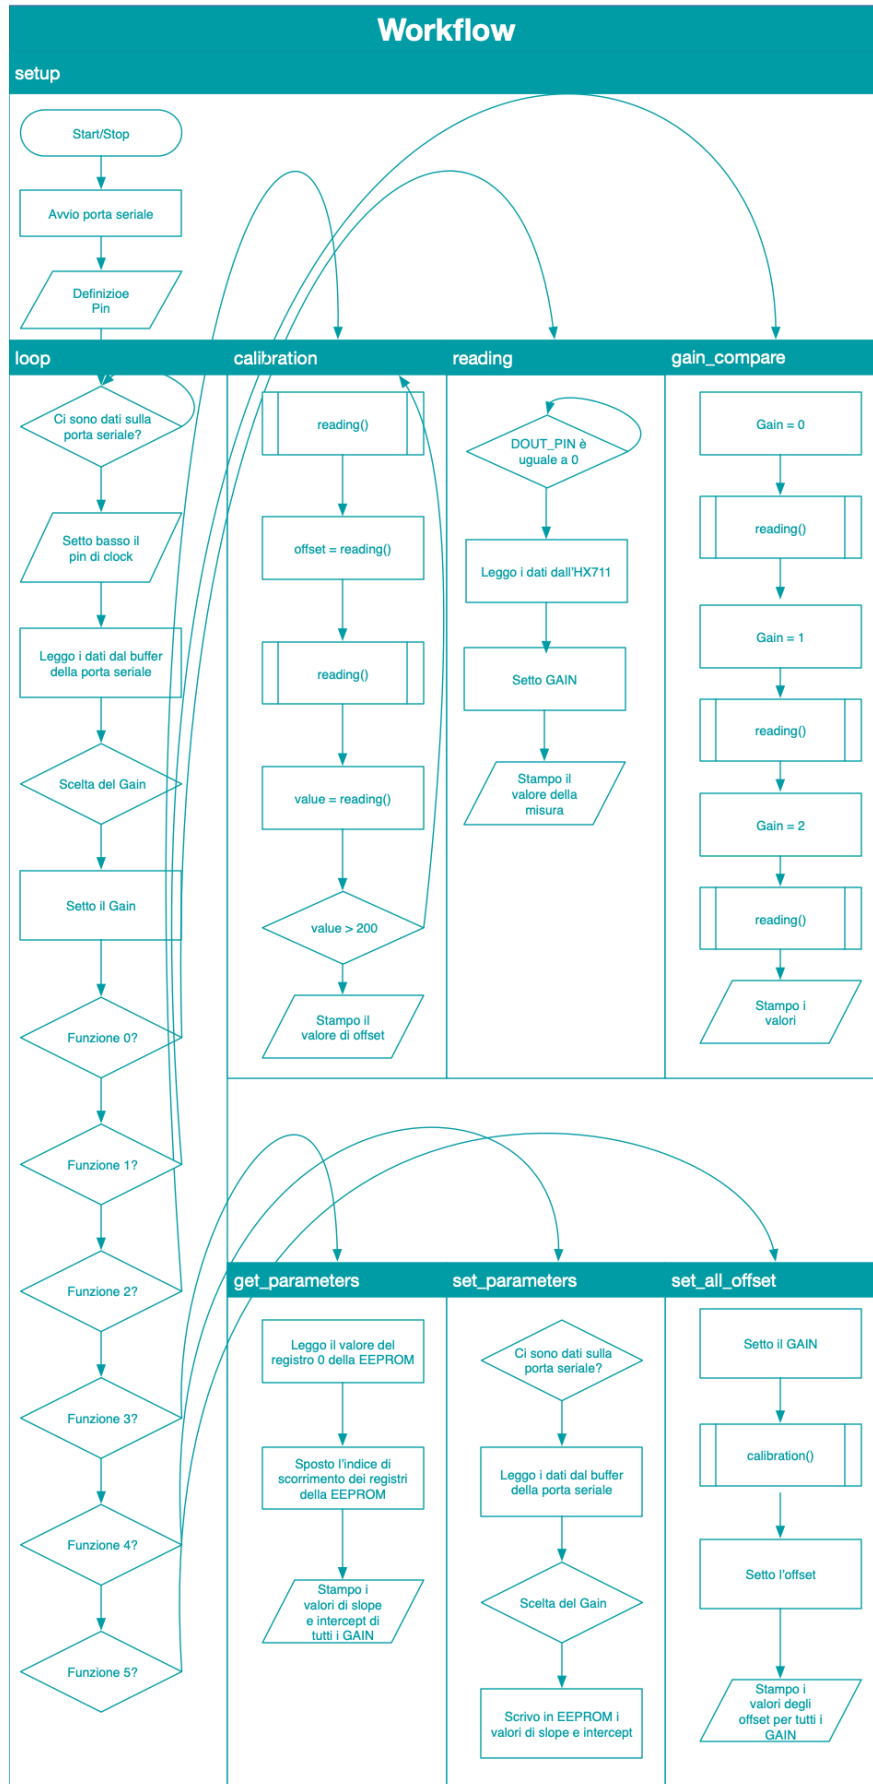 Workflow
setup
Start/Stop
Avvio porta seriale
Definizioe
Pin
loop
Ci sono dati sulla
porta seriale?
Setto basso il
pin di clock
Leggo i dati dal buffer
della porta seriale
Scelta del Gain
Setto il Gain
Funzione 0?
Funzione 1?
Funzione 2?
Funzione 3?
Funzione 4?
Funzione 5?
calibration
reading()
offset = reading()
reading()
value = reading()
value > 200
Stampo il
valore di offset
reading
DOUT_PIN è
uguale a 0
Leggo i dati dall'HX711
Setto GAIN
Stampo il
valore della
misura
gain_compare
Gain = 0
reading()
Gain = 1
reading()
Gain = 2
reading()
Stampo i
valori
get_parameters
Leggo il valore del
registro 0 della EEPROM
Sposto l'indice di
scorrimento dei registri
della EEPROM
Stampo i
valori di slope
e intercept di
tutti i GAIN
set_parameters
Ci sono dati sulla
porta seriale?
Leggo i dati dal buffer
della porta seriale
Scelta del Gain
Scrivo in EEPROM i
valori di slope e intercept
set_all_offset
Setto il GAIN
calibration()
Setto l'offset
Stampo i
valori degli
offset per tutti i
GAIN